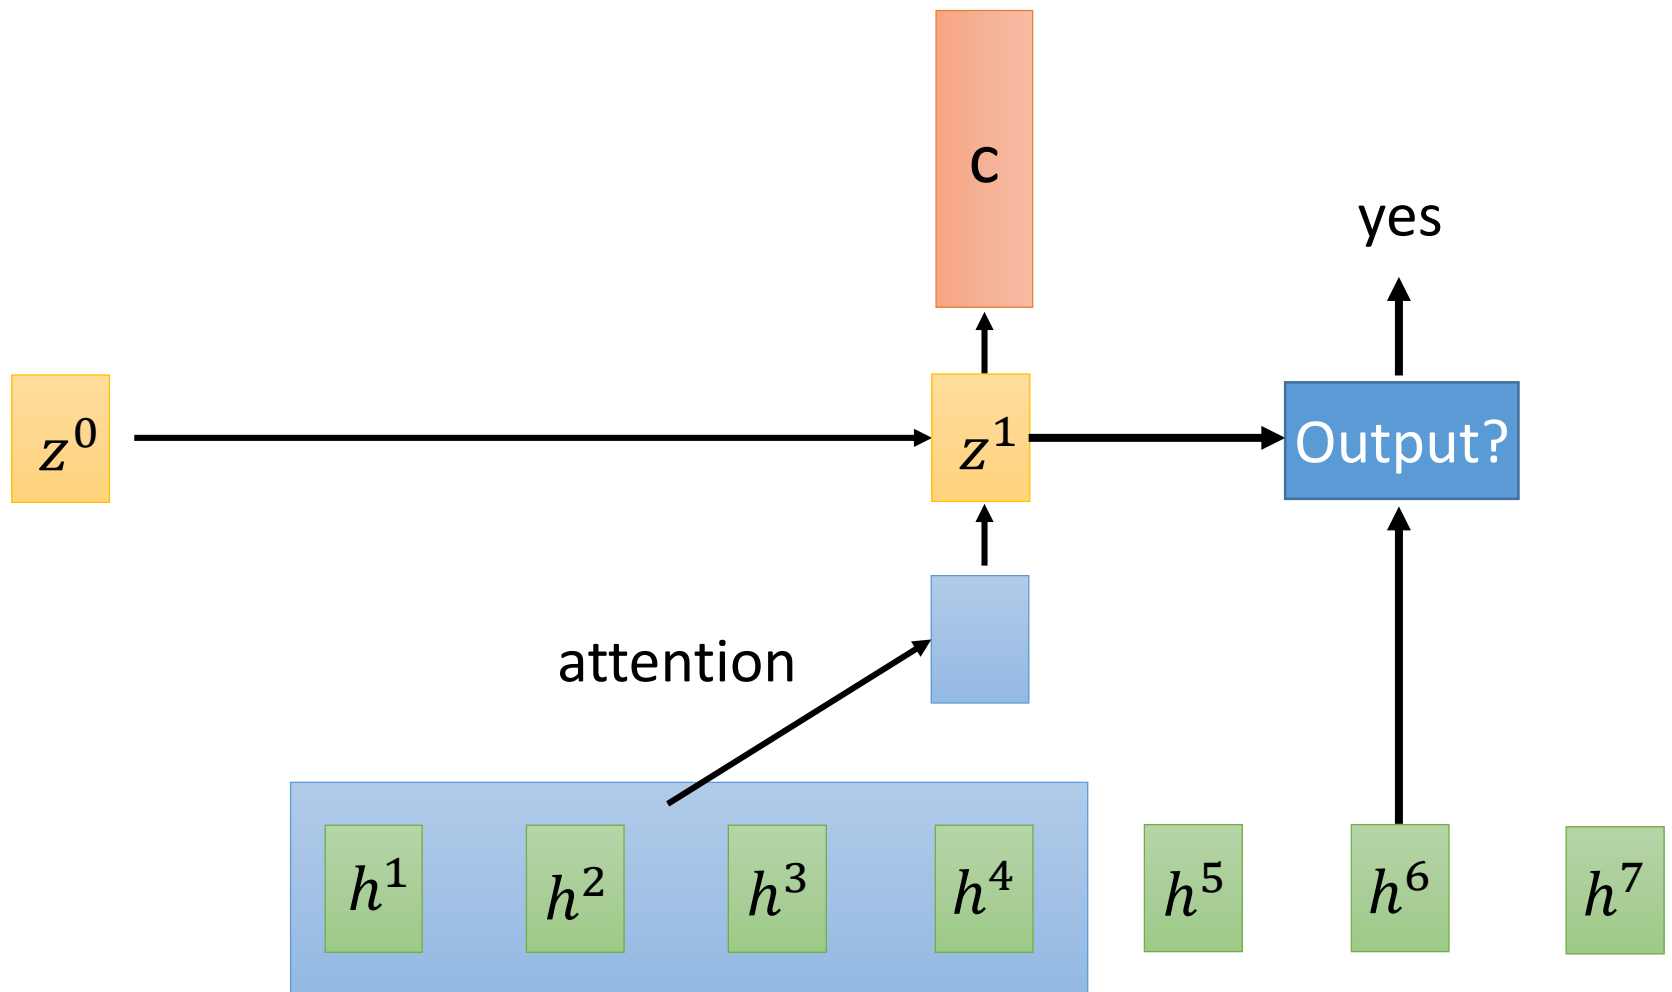 c
yes
z⁰
z¹
Output?
attention
h¹
h²
h³
h⁴
h⁵
h⁶
h⁷